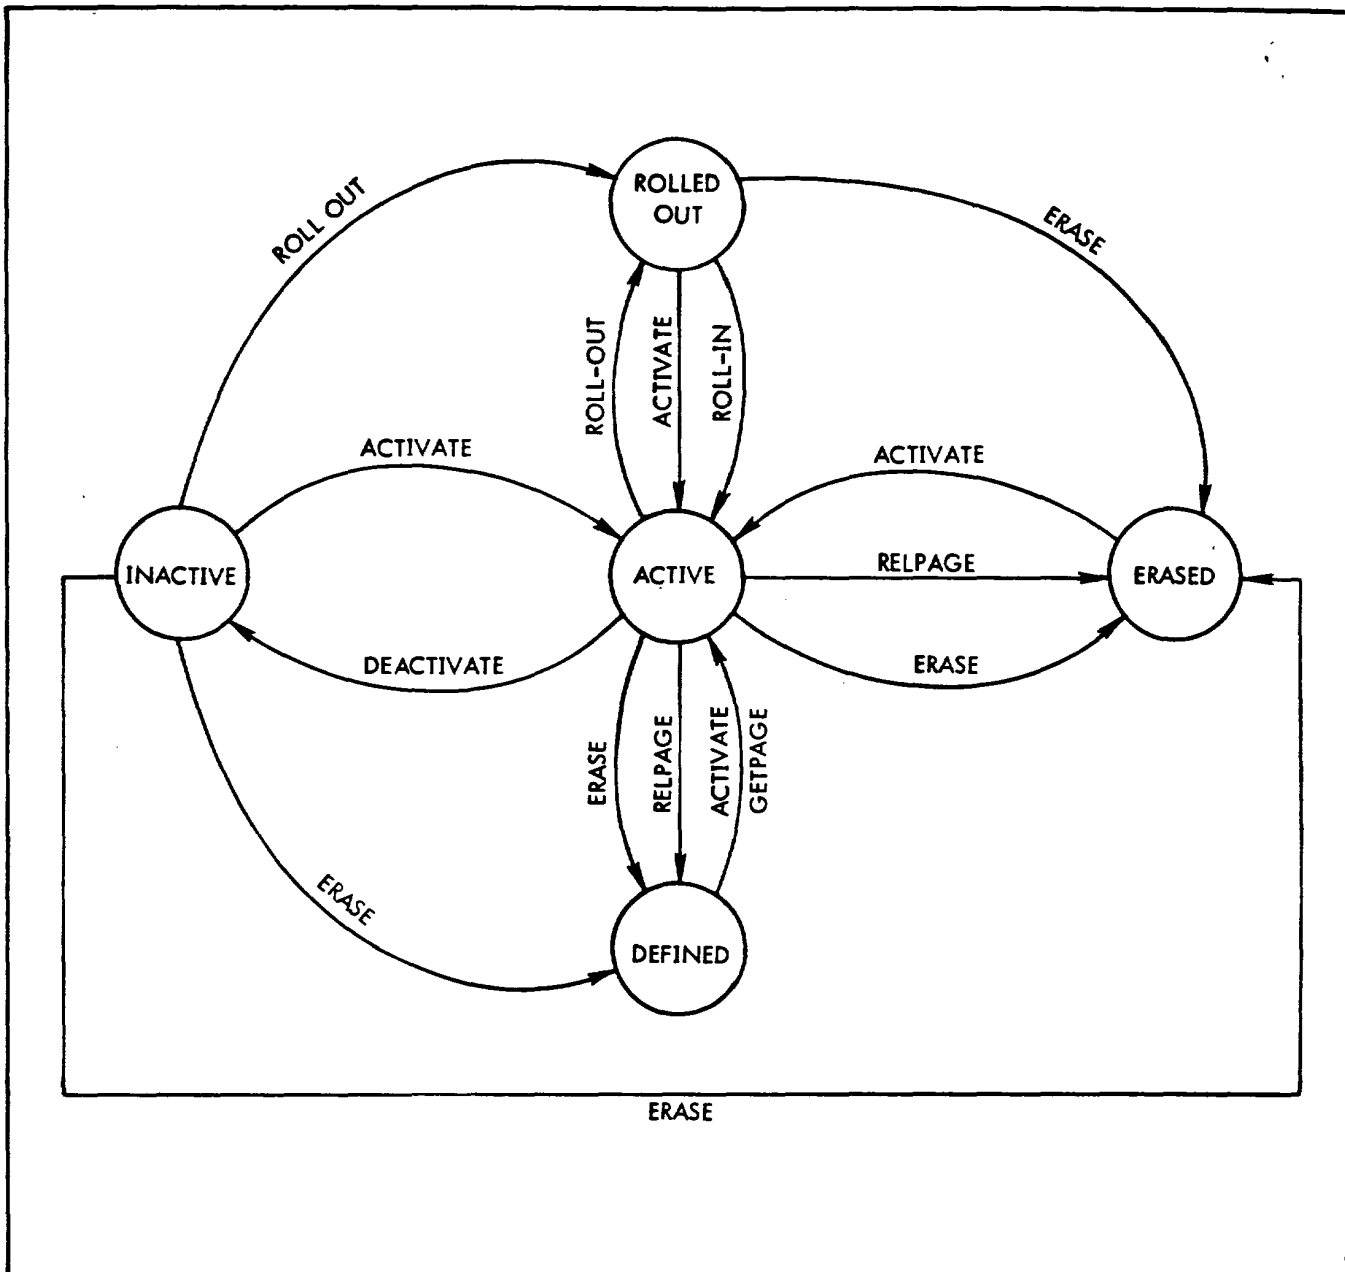 ROLLED
OUT
ROLL OUT
ERASE
ROLL-OUT
ACTIVATE
ROLL-IN
ACTIVATE
ACTIVATE
INACTIVE
ACTIVE
RELPAGE
ERASED
DEACTIVATE
ERASE
ERASE
RELPAGE
ACTIVATE
GETPAGE
ERASE
DEFINED
ERASE